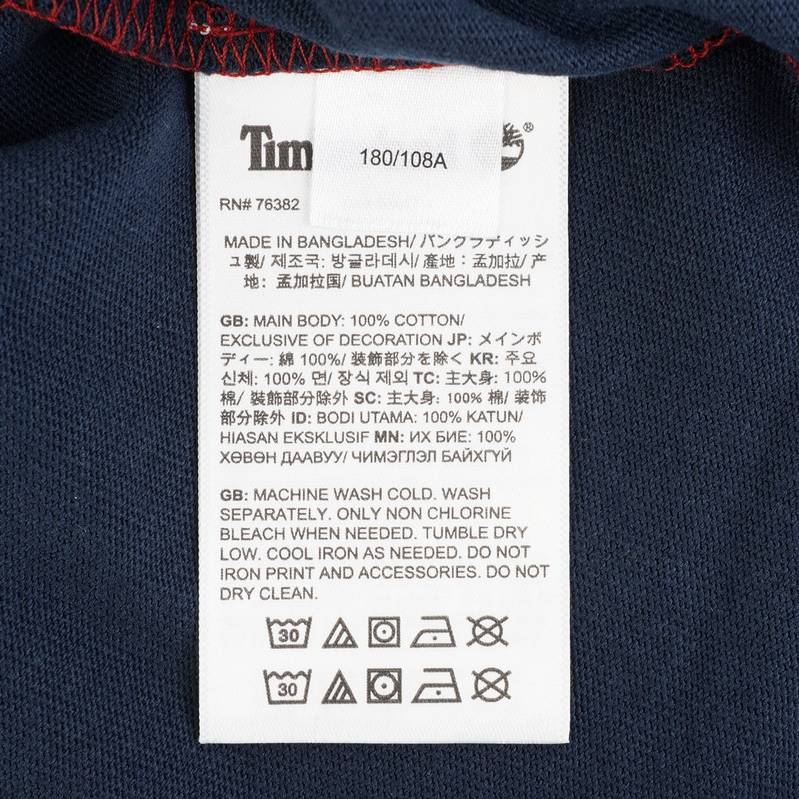 180/108A
RN# 76382
MADE IN BANGLADESH/ バングラディッシ
ュ製/ 제조국: 방글라데시/ 產地：孟加拉/ 产
地：孟加拉国/ BUATAN BANGLADESH
GB: MAIN BODY: 100% COTTON/
EXCLUSIVE OF DECORATION JP: メインボ
ディー: 綿 100%/ 装飾部分を除く KR: 주요
신체: 100% 면/ 장식 제외 TC: 主大身: 100%
棉/ 裝飾部分除外 SC: 主大身: 100% 棉/ 装饰
部分除外 ID: BODI UTAMA: 100% KATUN/
HIASAN EKSKLUSIF MN: ИХ БИЕ: 100%
ХӨВӨН ДААВУУ/ ЧИМЭГЛЭЛ БАЙХГҮЙ
GB: MACHINE WASH COLD. WASH
SEPARATELY. ONLY NON CHLORINE
BLEACH WHEN NEEDED. TUMBLE DRY
LOW. COOL IRON AS NEEDED. DO NOT
IRON PRINT AND ACCESSORIES. DO NOT
DRY CLEAN.
30
30